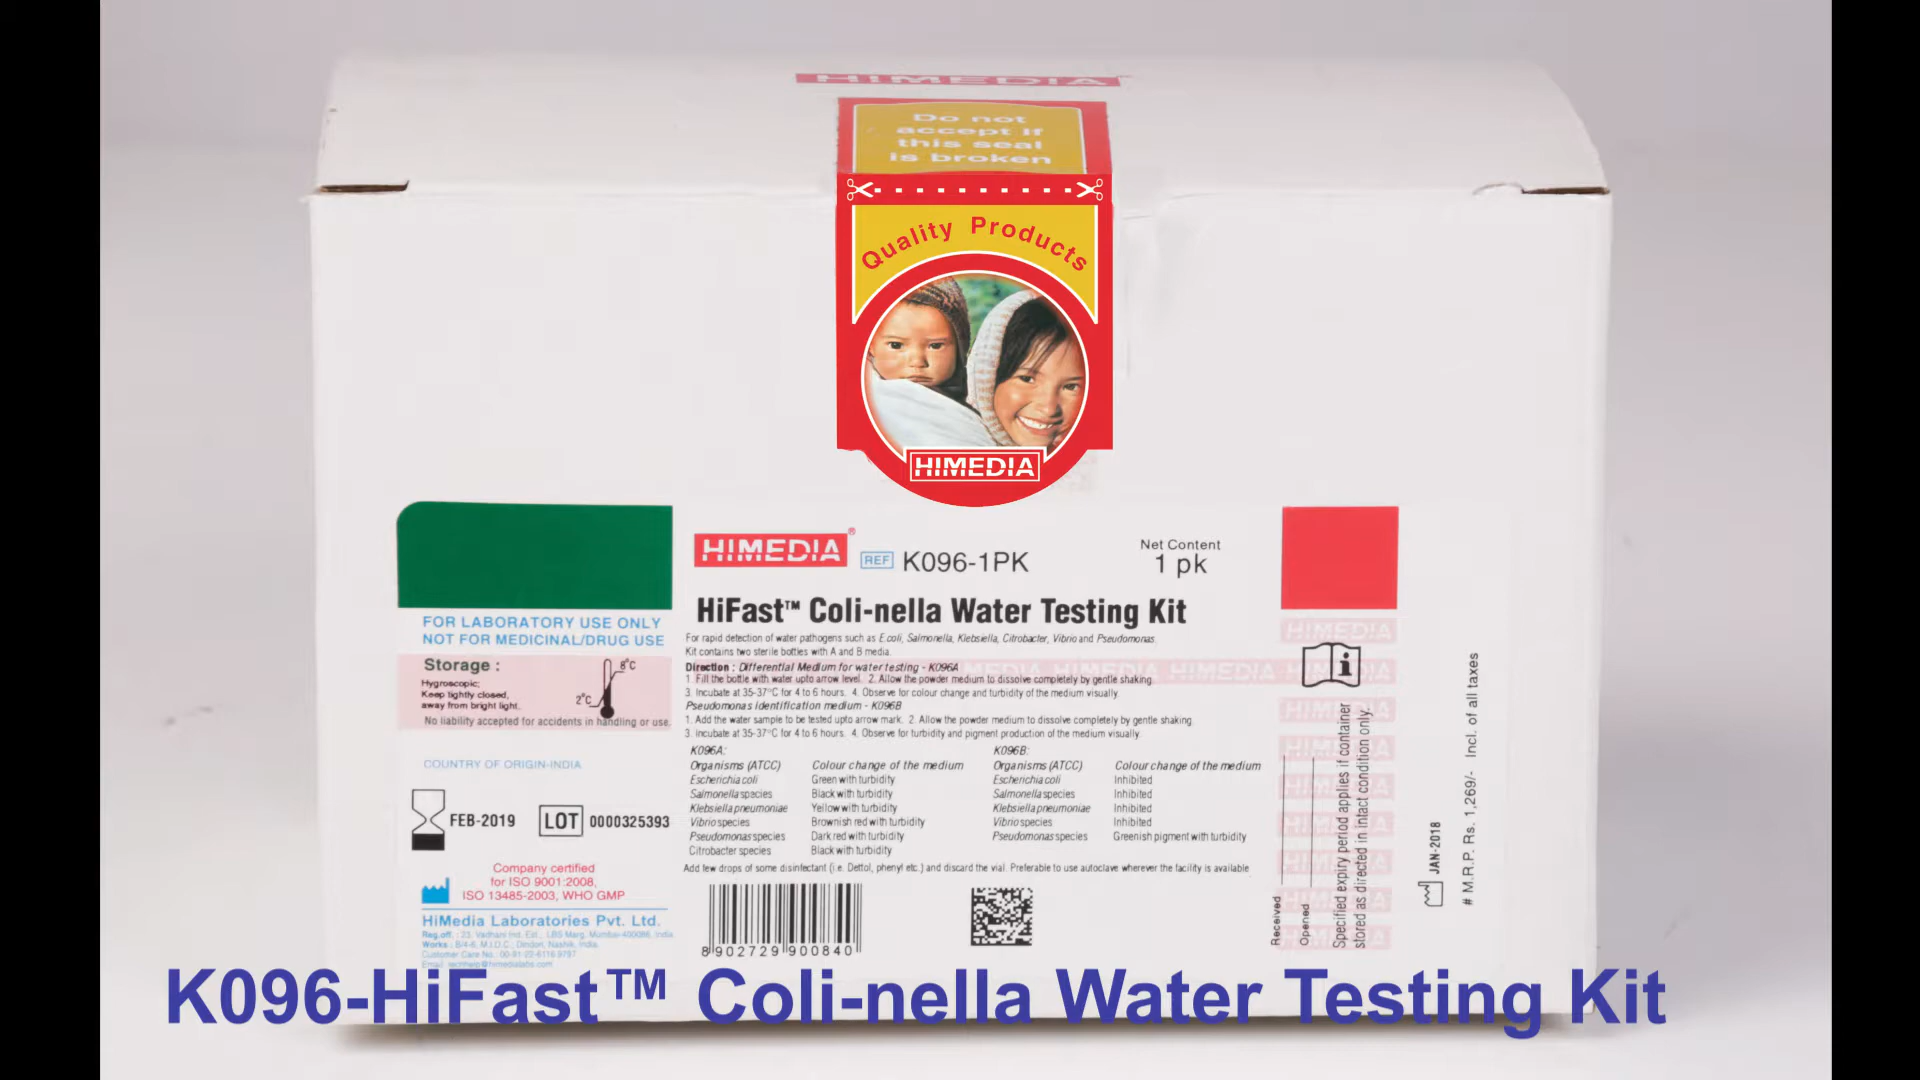 HIMEDIA
Do not
accept if
this seal
is broken
Quality Products
HIMEDIA
HIMEDIA®
REF K096-1PK
Net Content
1 pk
HiFast™ Coli-nella Water Testing Kit
For rapid detection of water pathogens such as E.coli, Salmonella, Klebsiella, Citrobacter, Vibrio and Pseudomonas.
Kit contains two sterile bottles with A and B media.
Direction : Differential Medium for water testing - K096A
1. Fill the bottle with water upto arrow level. 2. Allow the powder medium to dissolve completely by gentle shaking.
3. Incubate at 35-37°C for 4 to 6 hours. 4. Observe for colour change and turbidity of the medium visually.
Pseudomonas identification medium - K096B
1. Add the water sample to be tested upto arrow mark. 2. Allow the powder medium to dissolve completely by gentle shaking.
3. Incubate at 35-37°C for 4 to 6 hours. 4. Observe for turbidity and pigment production of the medium visually.
K096A:
Organisms (ATCC) Colour change of the medium
Escherichia coli Green with turbidity
Salmonella species Black with turbidity
Klebsiella pneumoniae Yellow with turbidity
Vibrio species Brownish red with turbidity
Pseudomonas species Dark red with turbidity
Citrobacter species Black with turbidity
K096B:
Organisms (ATCC) Colour change of the medium
Escherichia coli Inhibited
Salmonella species Inhibited
Klebsiella pneumoniae Inhibited
Vibrio species Inhibited
Pseudomonas species Greenish pigment with turbidity
Add few drops of some disinfectant (i.e. Dettol, phenyl etc.) and discard the vial. Preferable to use autoclave wherever the facility is available
8 902729 900840
FOR LABORATORY USE ONLY
NOT FOR MEDICINAL/DRUG USE
Storage :
8°C
2°C
Hygroscopic;
Keep tightly closed,
away from bright light.
No liability accepted for accidents in handling or use.
COUNTRY OF ORIGIN-INDIA
FEB-2019 LOT 0000325393
Company certified
for ISO 9001:2008,
ISO 13485-2003, WHO GMP
HiMedia Laboratories Pvt. Ltd.
Reg.off. : 23, Vadhani Ind. Est., LBS Marg, Mumbai-400086, India.
Works : B/4-6, M.I.D.C., Dindori, Nashik, India.
Customer Care No.: 00-91-22-6116 9797
Email: techhelp@himedialabs.com
HIMEDIA
HIMEDIA HIMEDIA HIMEDIA
Received
Opened
Specified expiry period applies if container
stored as directed in intact condition only.
JAN-2018
# M.R.P. Rs. 1,269/- Incl. of all taxes
K096-HiFast™ Coli-nella Water Testing Kit